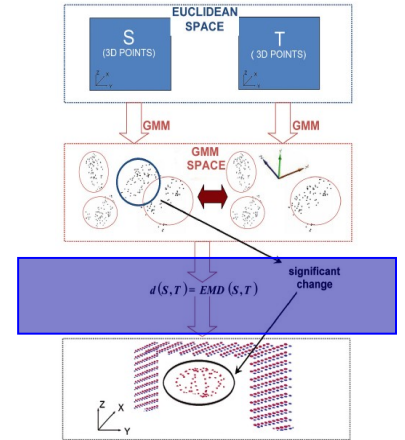 EUCLIDEAN
SPACE
S
(3D POINTS)
T
( 3D POINTS)
Z
X
Y
Z
X
Y
GMM
GMM
GMM
SPACE
significant
change
d(S,T)= EMD (S,T)
Z
X
Y